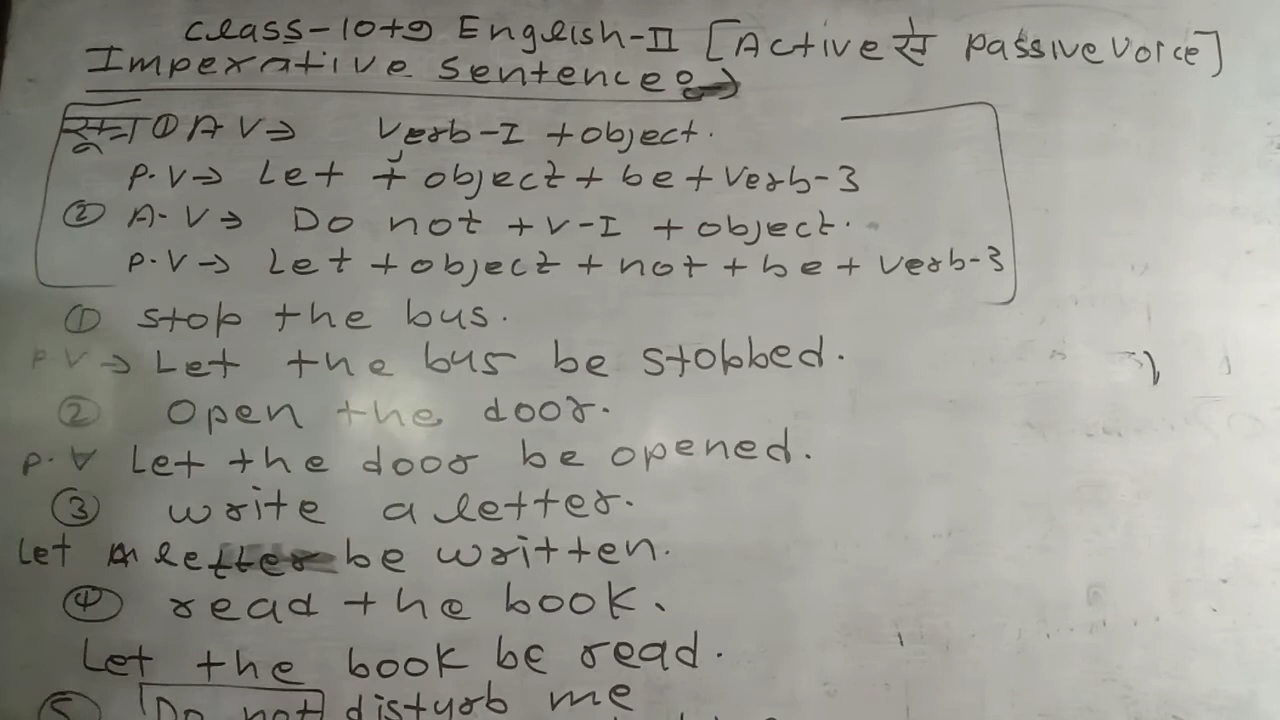 Class-10+9 English-II [Active से Passive Voice]
Imperative Sentence:→
सूत्र ① A V⇒ Verb-I + object.
P.V→ Let + object + be + Verb-3
② A.V⇒ Do not + V-I + object.
P.V→ Let + object + not + be + Verb-3
① Stop the bus.
P V→ Let the bus be stobbed.
② Open the door.
P.V Let the door be opened.
③ write a letter.
Let A letter be written.
④ read the book.
Let the book be read.
5 Do not disturb me